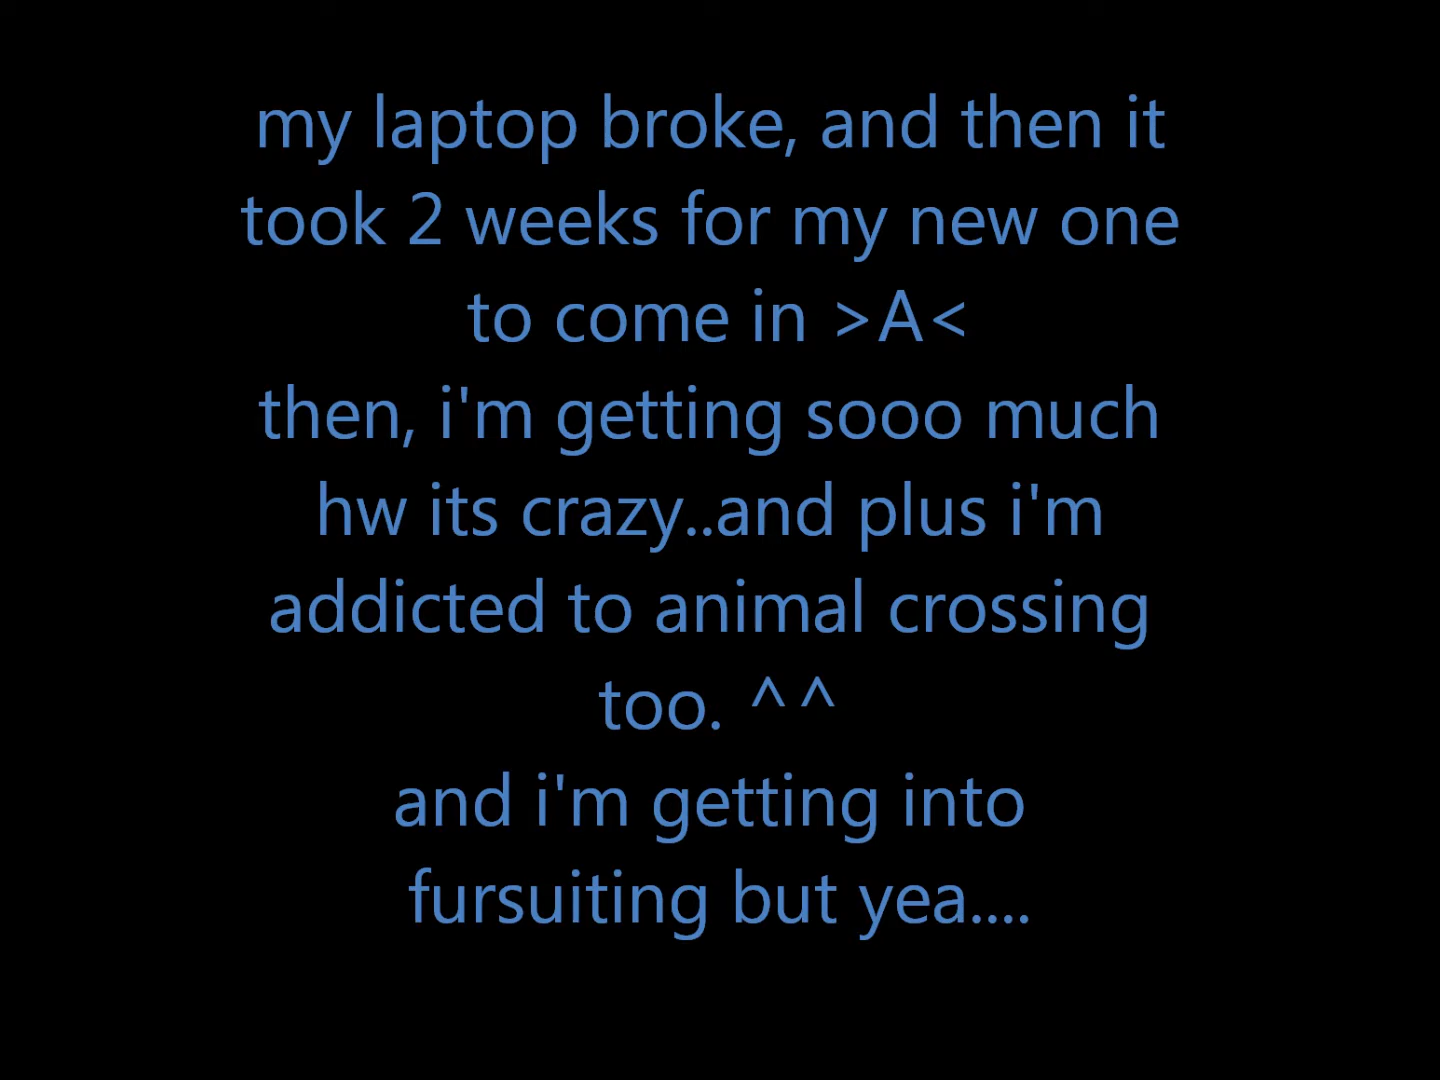 my laptop broke, and then it
took 2 weeks for my new one
to come in >A<
then, i'm getting sooo much
hw its crazy..and plus i'm
addicted to animal crossing
too. ^^
and i'm getting into
fursuiting but yea....